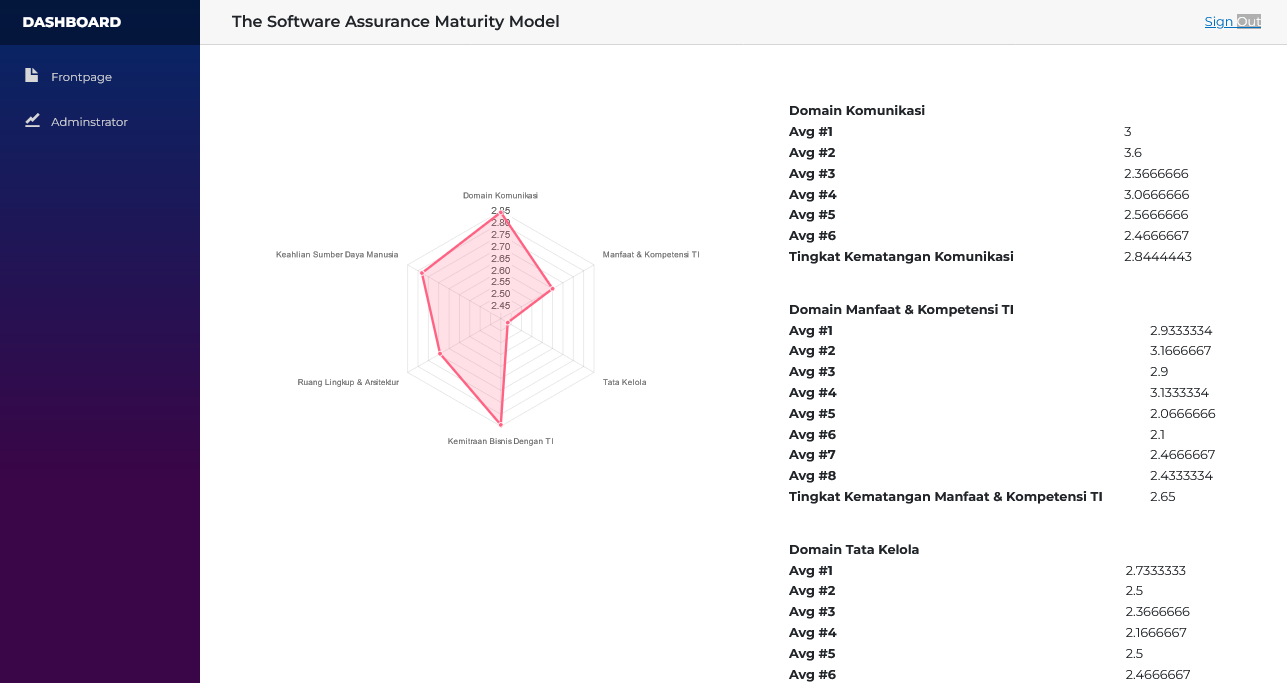 DASHBOARD
The Software Assurance Maturity Model
Sign Out
Frontpage
Adminstrator
Domain Komunikasi
2.85
2.80
2.75
2.70
2.65
2.60
2.55
2.50
2.45
Manfaat & Kompetensi TI
Tata Kelola
Kemitraan Bisnis Dengan TI
Ruang Lingkup & Arsitektur
Keahlian Sumber Daya Manusia
Domain Komunikasi
Avg #1 3
Avg #2 3.6
Avg #3 2.3666666
Avg #4 3.0666666
Avg #5 2.5666666
Avg #6 2.4666667
Tingkat Kematangan Komunikasi 2.8444443
Domain Manfaat & Kompetensi TI
Avg #1 2.9333334
Avg #2 3.1666667
Avg #3 2.9
Avg #4 3.1333334
Avg #5 2.0666666
Avg #6 2.1
Avg #7 2.4666667
Avg #8 2.4333334
Tingkat Kematangan Manfaat & Kompetensi TI 2.65
Domain Tata Kelola
Avg #1 2.7333333
Avg #2 2.5
Avg #3 2.3666666
Avg #4 2.1666667
Avg #5 2.5
Avg #6 2.4666667